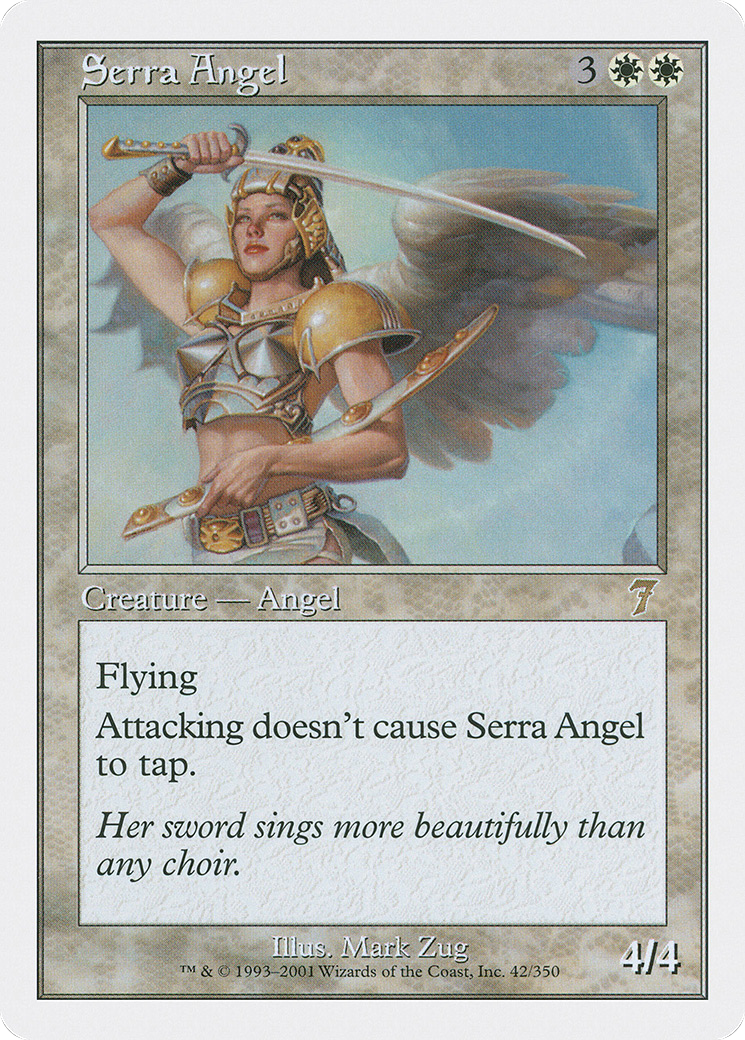 Serra Angel 3
Creature — Angel 7
Flying
Attacking doesn't cause Serra Angel
to tap.
Her sword sings more beautifully than
any choir.
Illus. Mark Zug
™ & © 1993–2001 Wizards of the Coast, Inc. 42/350
4/4